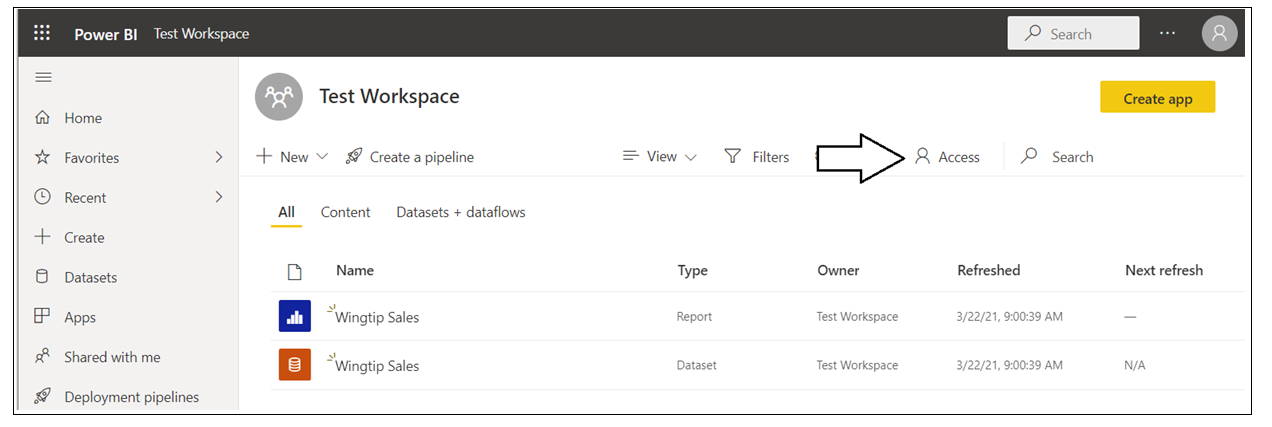 Power BI Test Workspace Search ...
Test Workspace Create app
Home
Favorites
Recent
Create
Datasets
Apps
Shared with me
Deployment pipelines
New Create a pipeline View Filters Access Search
All Content Datasets + dataflows
Name Type Owner Refreshed Next refresh
Wingtip Sales Report Test Workspace 3/22/21, 9:00:39 AM —
Wingtip Sales Dataset Test Workspace 3/22/21, 9:00:39 AM N/A